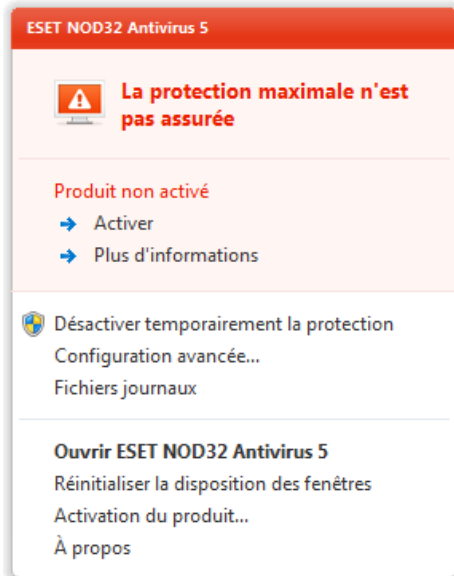 ESET NOD32 Antivirus 5
La protection maximale n'est
pas assurée
Produit non activé
Activer
Plus d'informations
Désactiver temporairement la protection
Configuration avancée...
Fichiers journaux
Ouvrir ESET NOD32 Antivirus 5
Réinitialiser la disposition des fenêtres
Activation du produit...
À propos